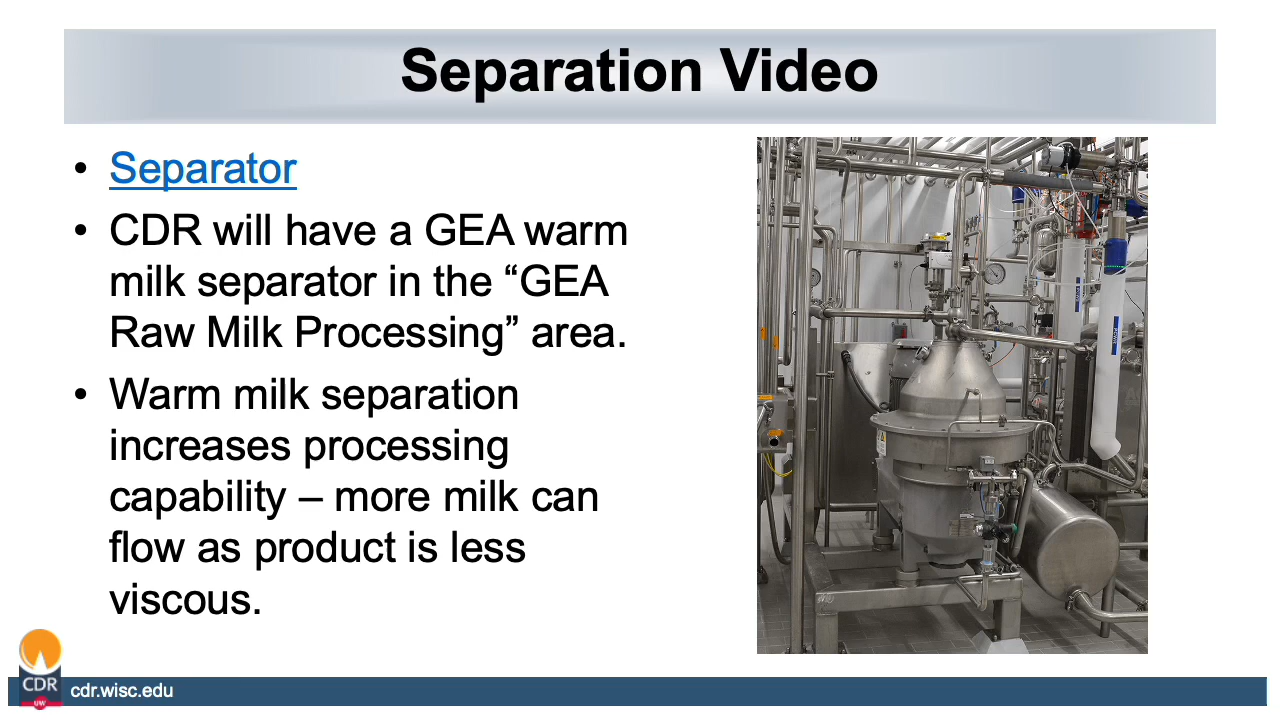 Separation Video
• Separator
• CDR will have a GEA warm
milk separator in the “GEA
Raw Milk Processing” area.
• Warm milk separation
increases processing
capability – more milk can
flow as product is less
viscous.
CDR
UW
cdr.wisc.edu